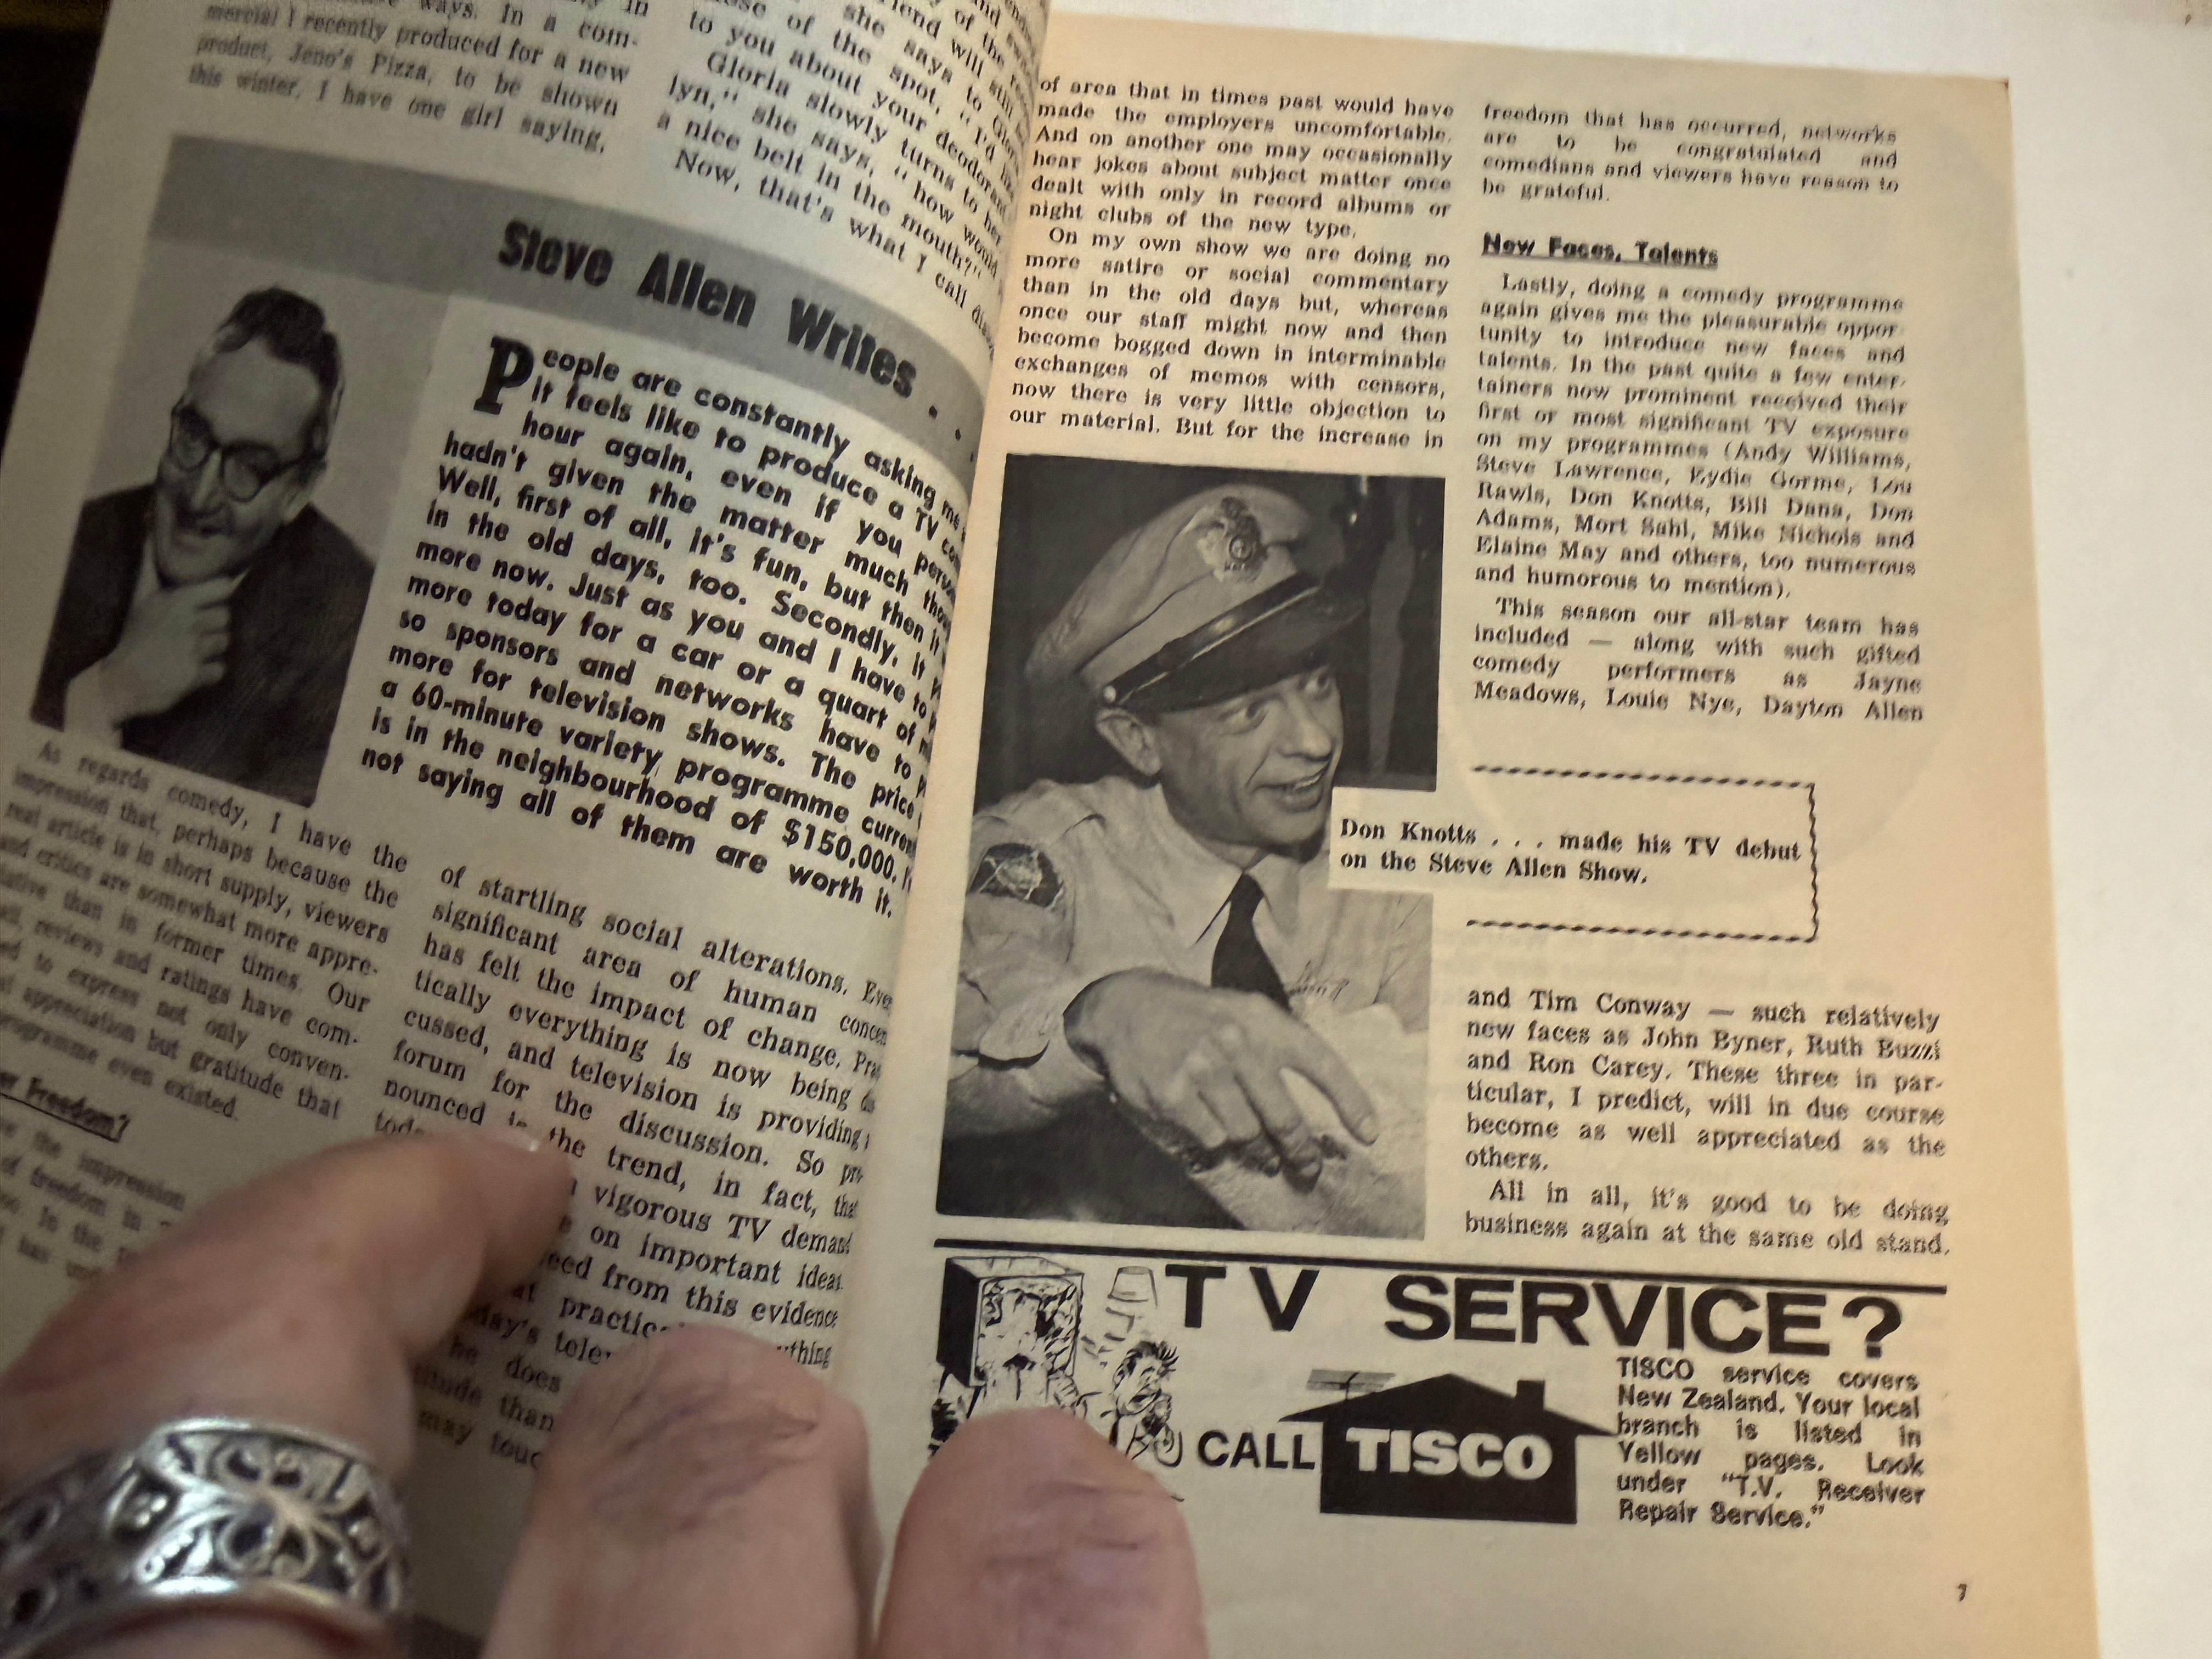 ways. In a com-
mercial I recently produced for a new
product, Jeno's Pizza, to be shown
this winter, I have one girl saying,
of the spot, "I'd like
to you about your deodorant
Gloria slowly turns to her
lyn," she says, "how would
a nice belt in the mouth?"
Now, that's what I call
Steve Allen Writes . .
People are constantly asking me
it feels like to produce a TV com
hour again, even if you
hadn't given the matter much
Well, first of all, it's fun, but then it
in the old days, too. Secondly, it
more now. Just as you and I have to
more today for a car or a quart of
so sponsors and networks have to
more for television shows. The price
a 60-minute variety programme
is in the neighbourhood of $150,000.
not saying all of them are worth it.
As regards comedy, I have the
impression that, perhaps because the
real article is in short supply, viewers
and critics are somewhat more appre-
ciative than in former times. Our
reviews and ratings have com-
to express not only conven-
appreciation but gratitude that
programme even existed.
Freedom?
the impression
of freedom in
In the
of startling social alterations.
significant area of human
has felt the impact of change.
tically everything is now being
cussed, and television is providing
forum for the discussion. So
nounced is the trend, in fact,
vigorous TV
on important
from this evidence
does
than
may
of area that in times past would have
made the employers uncomfortable.
And on another one may occasionally
hear jokes about subject matter once
dealt with only in record albums or
night clubs of the new type.
On my own show we are doing no
more satire or social commentary
than in the old days but, whereas
once our staff might now and then
become bogged down in interminable
exchanges of memos with censors,
now there is very little objection to
our material. But for the increase in
Don Knotts . . . made his TV debut
on the Steve Allen Show.
freedom that has occurred, networks
are to be congratulated and
comedians and viewers have reason to
be grateful.
New Faces, Talents
Lastly, doing a comedy programme
again gives me the pleasurable oppor-
tunity to introduce new faces and
talents. In the past quite a few enter-
tainers now prominent received their
first or most significant TV exposure
on my programmes (Andy Williams,
Steve Lawrence, Eydie Gorme, Lou
Rawls, Don Knotts, Bill Dana, Don
Adams, Mort Sahl, Mike Nichols and
Elaine May and others, too numerous
and humorous to mention).
This season our all-star team has
included — along with such gifted
comedy performers as Jayne
Meadows, Louie Nye, Dayton Allen
and Tim Conway — such relatively
new faces as John Byner, Ruth Buzzi
and Ron Carey. These three in par-
ticular, I predict, will in due course
become as well appreciated as the
others.
All in all, it's good to be doing
business again at the same old stand.
TV SERVICE?
CALL TISCO
TISCO service covers
New Zealand. Your local
branch is listed in
Yellow pages. Look
under "T.V. Receiver
Repair Service."
7